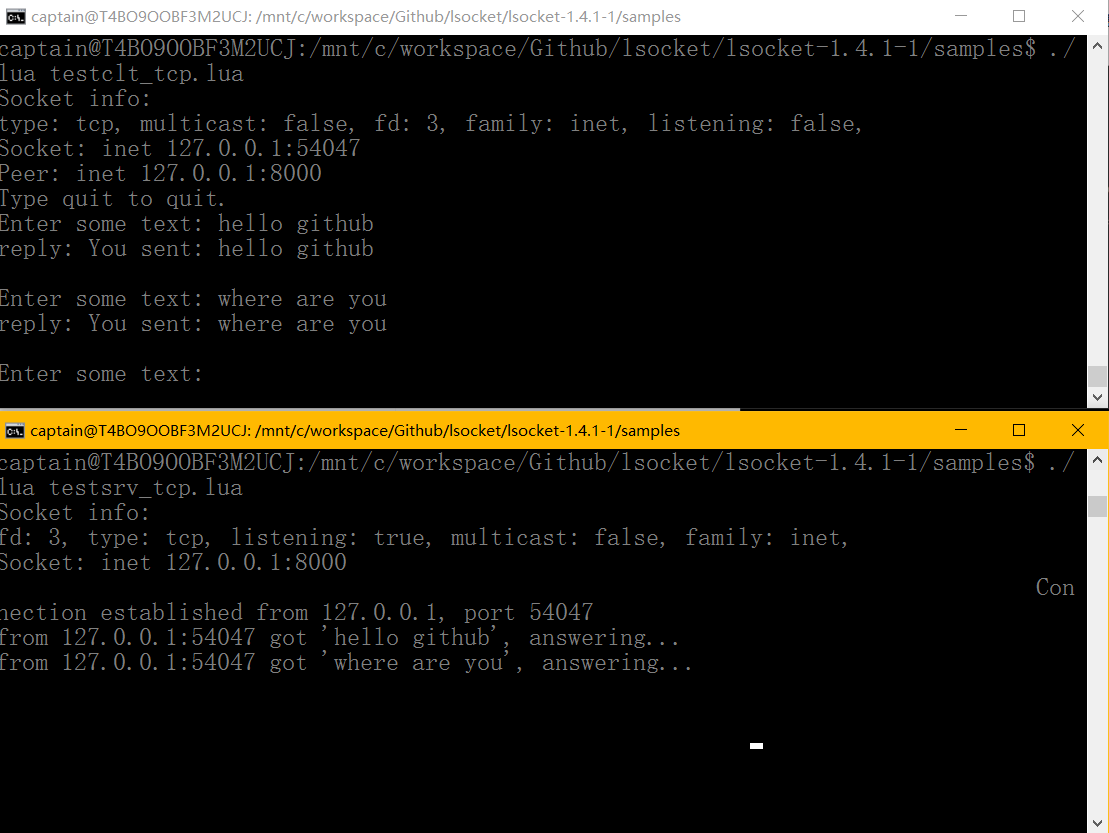 captain@T4BO9OOBF3M2UCJ: /mnt/c/workspace/Github/lsocket/lsocket-1.4.1-1/samples
captain@T4BO9OOBF3M2UCJ:/mnt/c/workspace/Github/lsocket/lsocket-1.4.1-1/samples$ ./
lua testclt_tcp.lua
Socket info:
type: tcp, multicast: false, fd: 3, family: inet, listening: false,
Socket: inet 127.0.0.1:54047
Peer: inet 127.0.0.1:8000
Type quit to quit.
Enter some text: hello github
reply: You sent: hello github
Enter some text: where are you
reply: You sent: where are you
Enter some text:
captain@T4BO9OOBF3M2UCJ: /mnt/c/workspace/Github/lsocket/lsocket-1.4.1-1/samples
captain@T4BO9OOBF3M2UCJ:/mnt/c/workspace/Github/lsocket/lsocket-1.4.1-1/samples$ ./
lua testsrv_tcp.lua
Socket info:
fd: 3, type: tcp, listening: true, multicast: false, family: inet,
Socket: inet 127.0.0.1:8000
Con
nection established from 127.0.0.1, port 54047
from 127.0.0.1:54047 got 'hello github', answering...
from 127.0.0.1:54047 got 'where are you', answering...